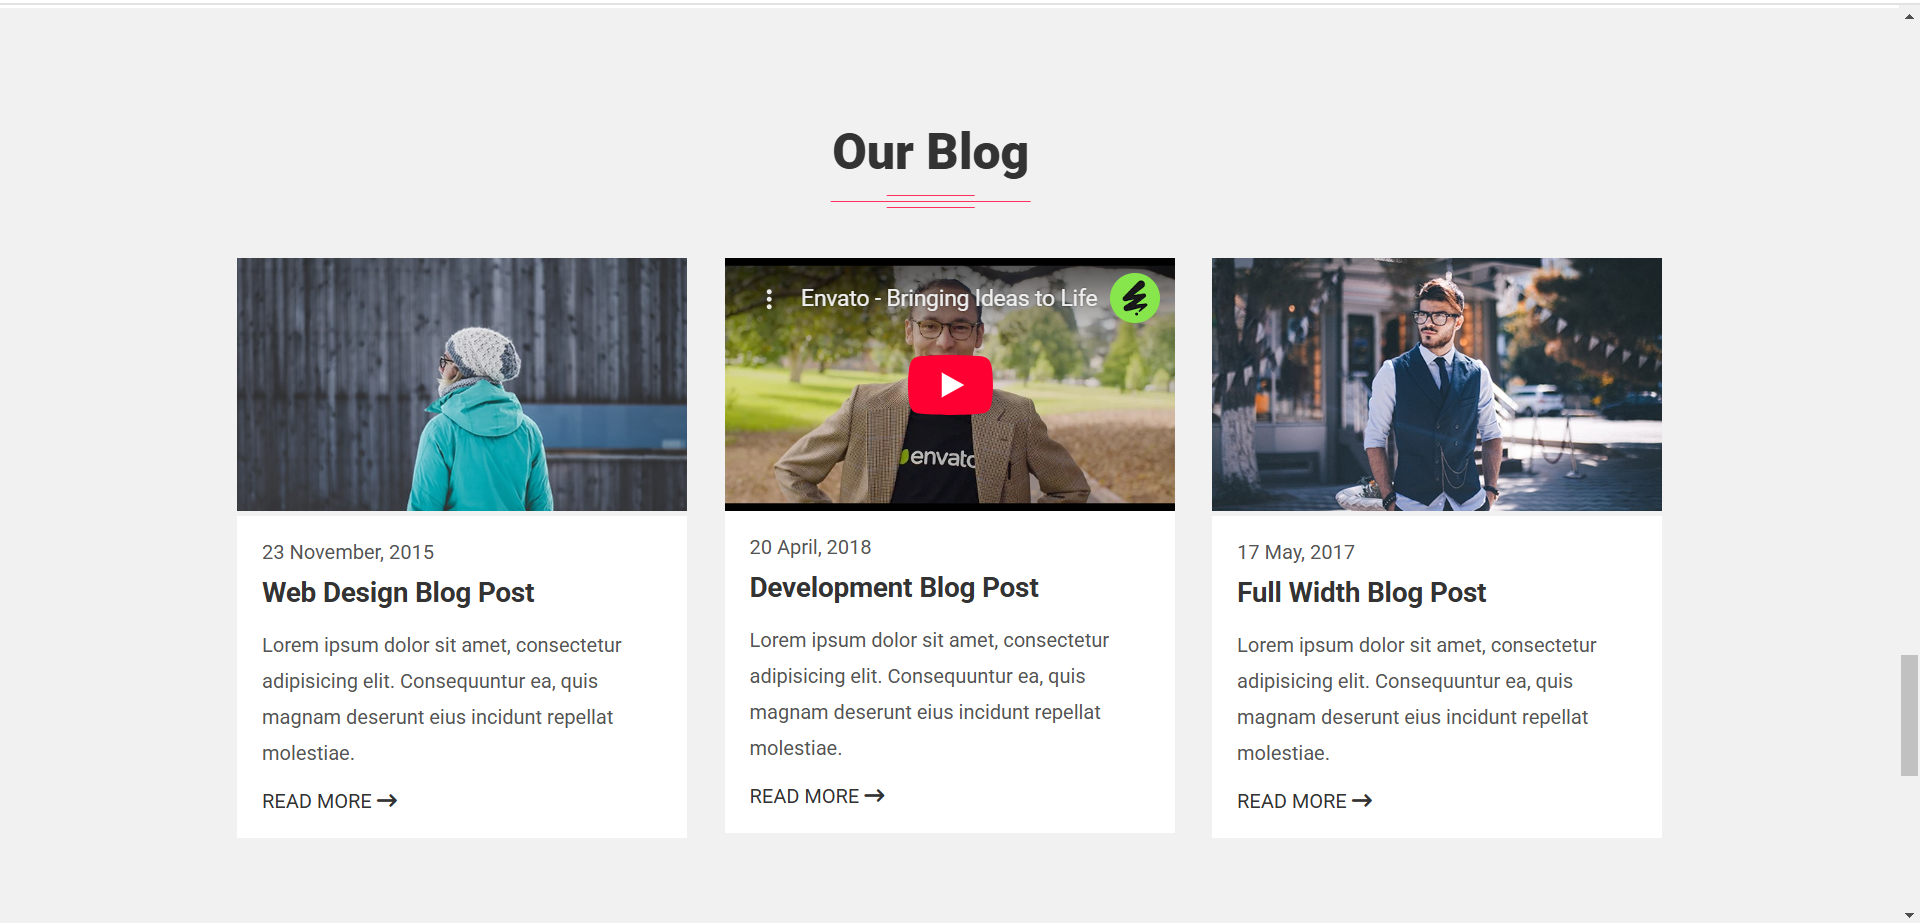 Our Blog
23 November, 2015
Web Design Blog Post
Lorem ipsum dolor sit amet, consectetur
adipisicing elit. Consequuntur ea, quis
magnam deserunt eius incidunt repellat
molestiae.
READ MORE
Envato - Bringing Ideas to Life
envato
20 April, 2018
Development Blog Post
Lorem ipsum dolor sit amet, consectetur
adipisicing elit. Consequuntur ea, quis
magnam deserunt eius incidunt repellat
molestiae.
READ MORE
17 May, 2017
Full Width Blog Post
Lorem ipsum dolor sit amet, consectetur
adipisicing elit. Consequuntur ea, quis
magnam deserunt eius incidunt repellat
molestiae.
READ MORE